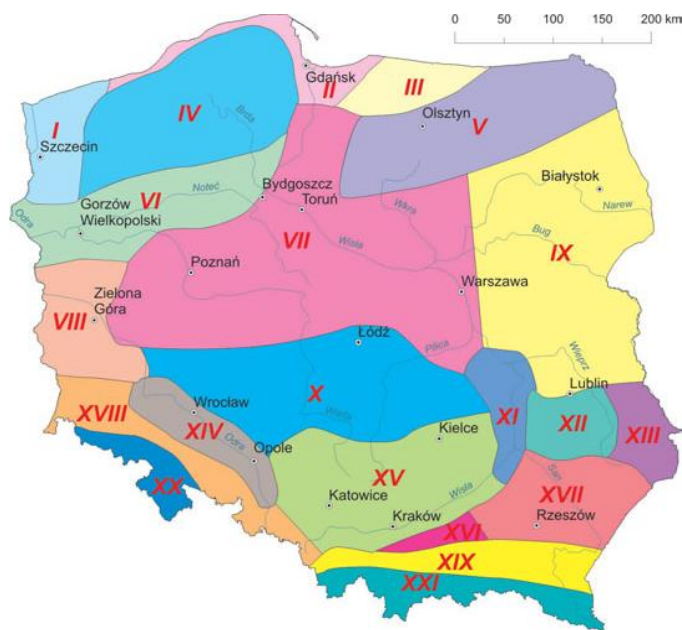 0 50 100 150 200 km
Gdańsk
II
III
I
IV
Brda
Olsztyn
V
Szczecin
Białystok
Gorzów
Wielkopolski
VI
Noteć
Bydgoszcz
Toruń
Wkra
Narew
Odra
VII
Wisła
Bug
IX
Poznań
Warszawa
VIII
Zielona
Góra
Łódź
Pilica
Wieprz
X
Lublin
XVIII
Wrocław
XIV
Warta
XI
XII
XIII
Odra
Opole
Kielce
XX
XV
Katowice
Wisła
San
XVII
Kraków
XVI
Rzeszów
XIX
XXI